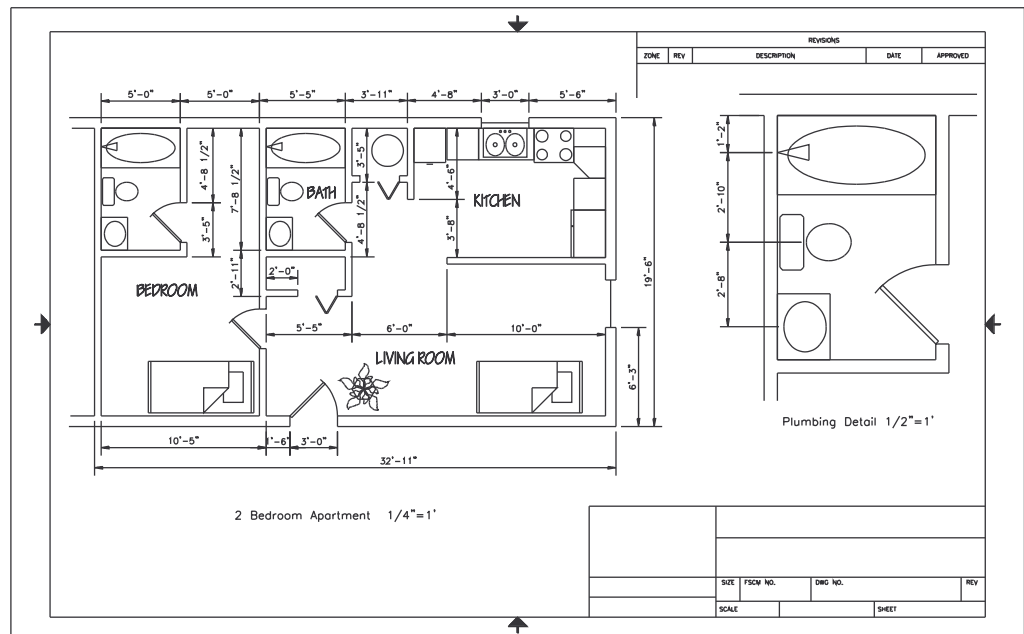 REVISIONS
ZONE REV DESCRIPTION DATE APPROVED
5'-0" 5'-0" 5'-5" 3'-11" 4'-8" 3'-0" 5'-6"
1'-2"
4'-8 1/2"
7'-8 1/2"
3'-5"
4'-6"
BATH
KITCHEN
2'-10"
3'-5"
4'-8 1/2"
3'-8"
2'-11"
2'-0"
19'-6"
2'-8"
BEDROOM
5'-5" 6'-0" 10'-0"
LIVING ROOM
6'-3"
Plumbing Detail 1/2"=1'
10'-5" 1'-6" 3'-0"
32'-11"
2 Bedroom Apartment 1/4"=1'
SIZE FSCM NO. DWG NO. REV
SCALE SHEET